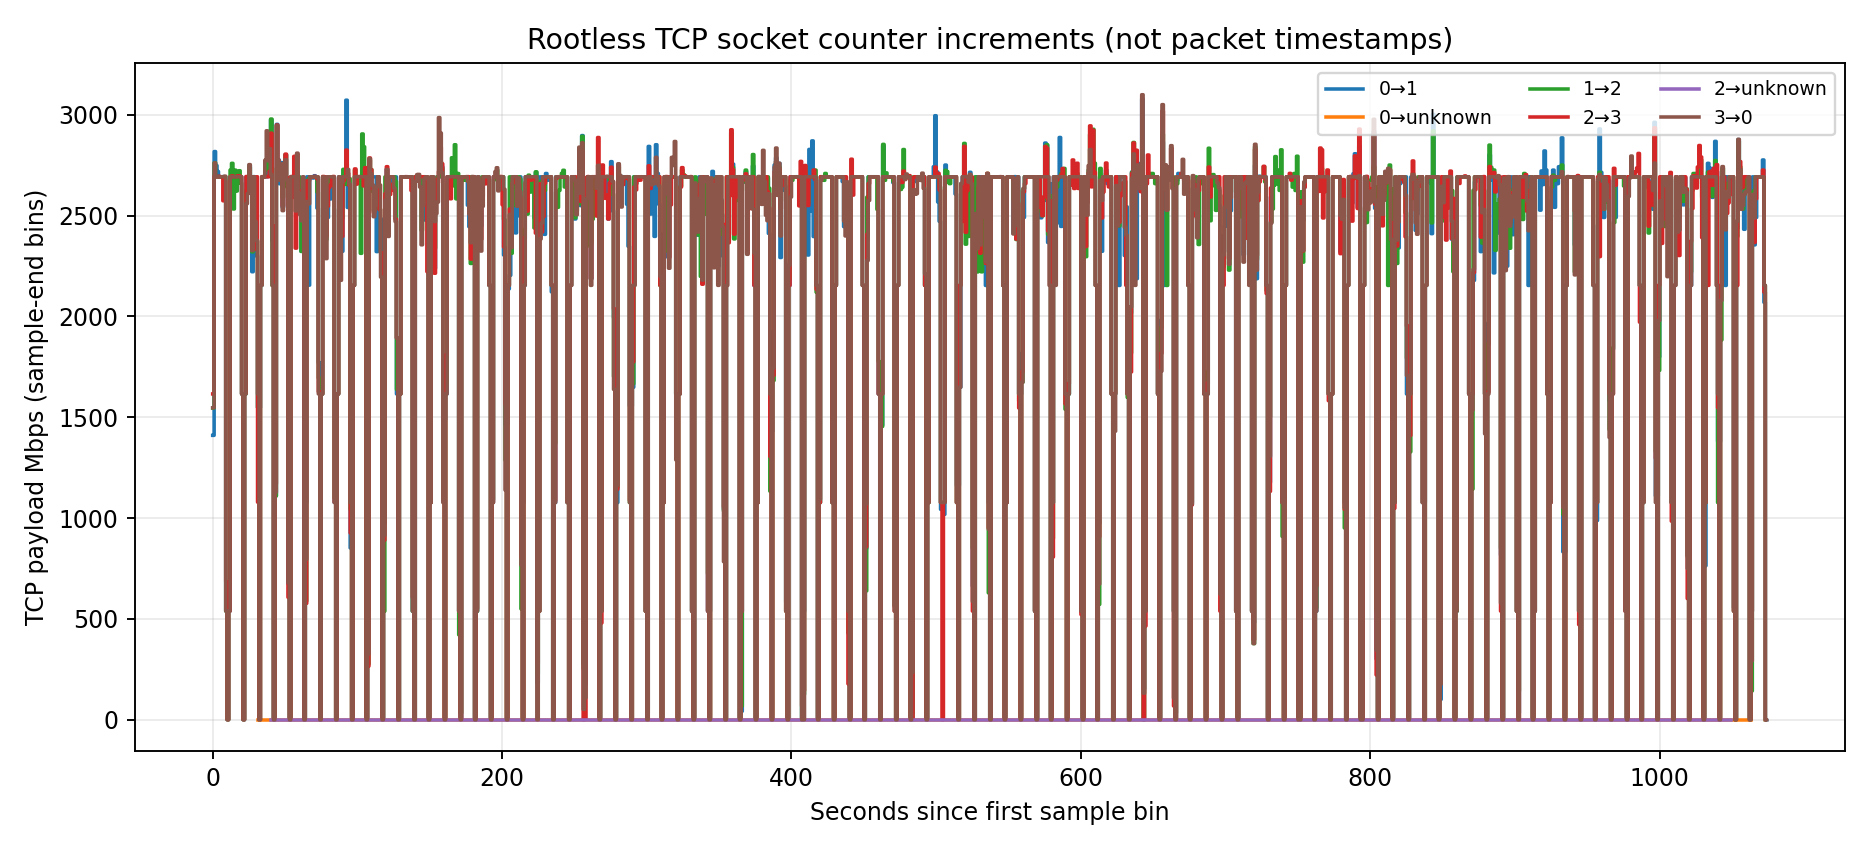 Rootless TCP socket counter increments (not packet timestamps)
0→1
0→unknown
1→2
2→3
2→unknown
3→0
TCP payload Mbps (sample-end bins)
3000
2500
2000
1500
1000
500
0
0 200 400 600 800 1000
Seconds since first sample bin